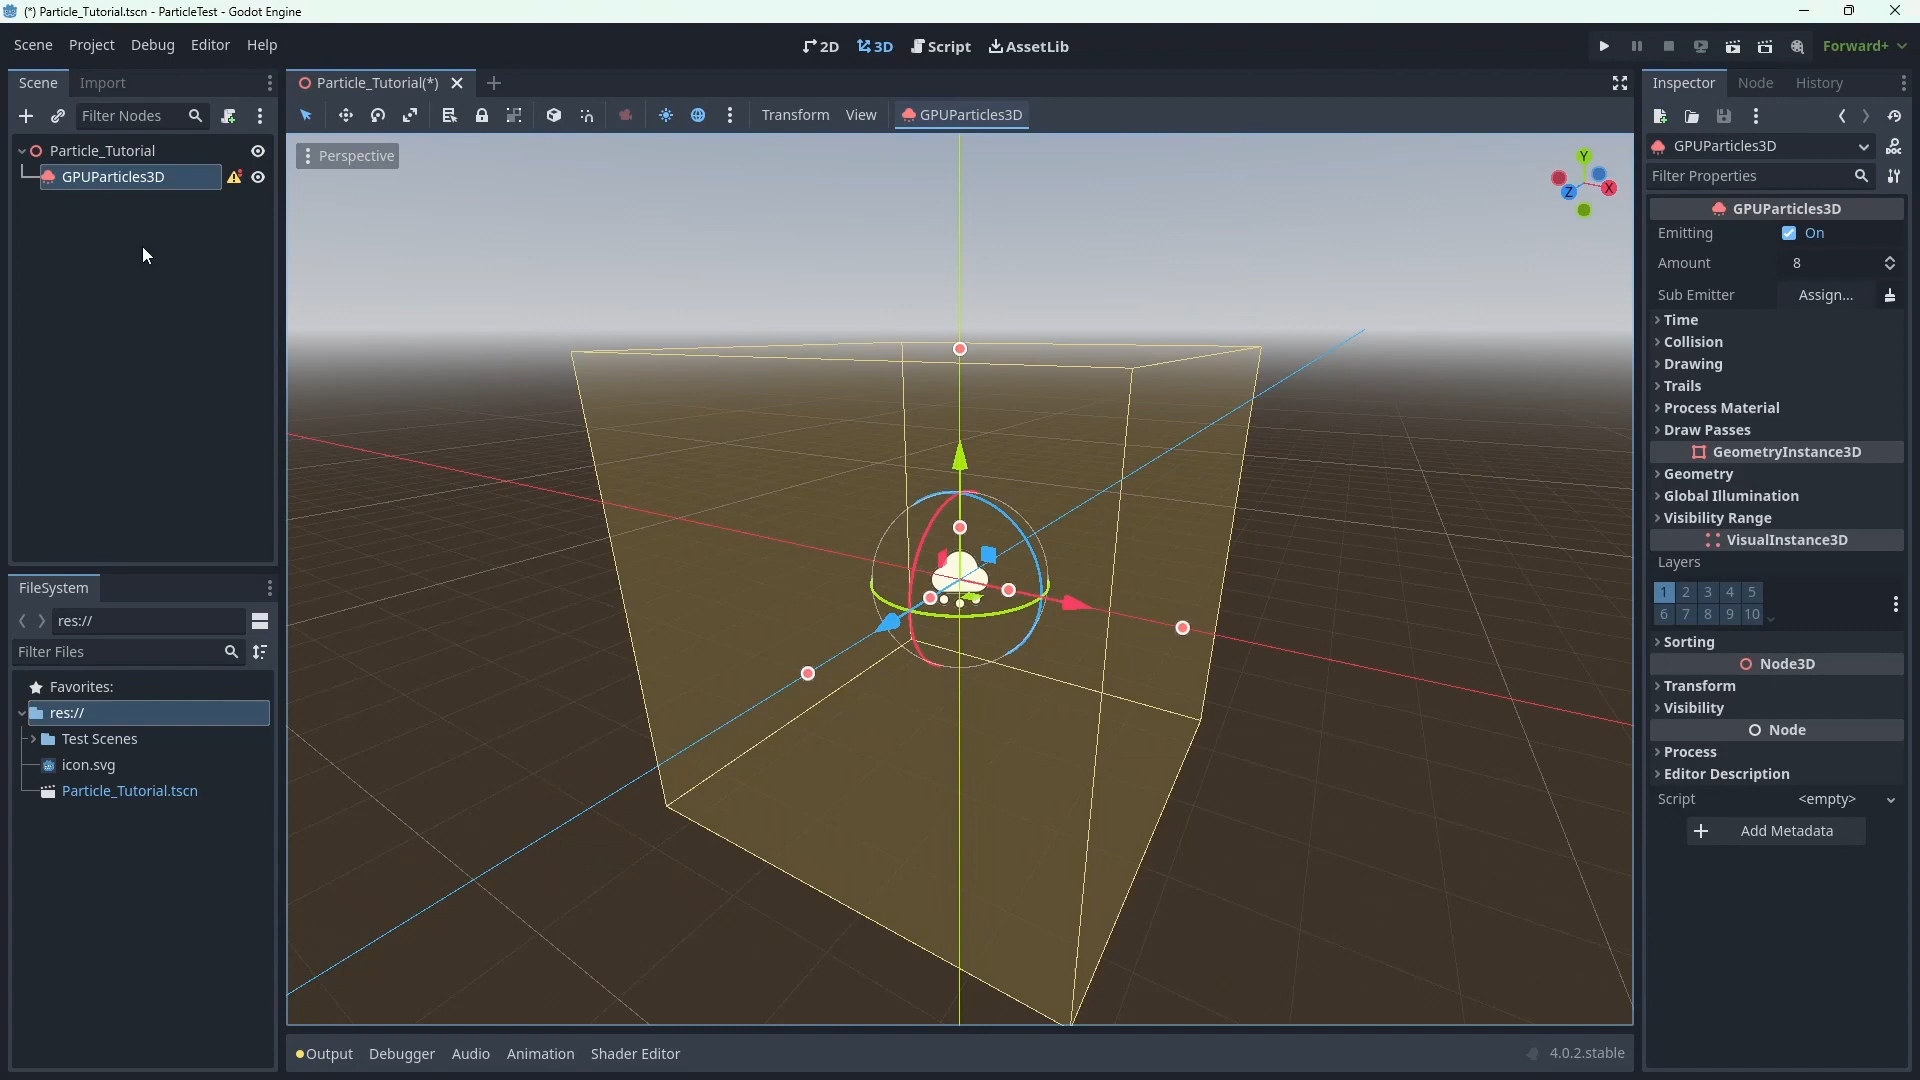 (*) Particle_Tutorial.tscn - ParticleTest - Godot Engine
Scene Project Debug Editor Help
2D 3D Script AssetLib
Forward+
Scene Import
Filter Nodes
Particle_Tutorial
GPUParticles3D
FileSystem
res://
Filter Files
Favorites:
res://
Test Scenes
icon.svg
Particle_Tutorial.tscn
Particle_Tutorial(*)
Transform View GPUParticles3D
Perspective
Y
X
Z
Output Debugger Audio Animation Shader Editor
4.0.2.stable
Inspector Node History
GPUParticles3D
Filter Properties
GPUParticles3D
Emitting On
Amount 8
Sub Emitter Assign...
Time
Collision
Drawing
Trails
Process Material
Draw Passes
GeometryInstance3D
Geometry
Global Illumination
Visibility Range
VisualInstance3D
Layers
1 2 3 4 5
6 7 8 9 10
Sorting
Node3D
Transform
Visibility
Node
Process
Editor Description
Script <empty>
Add Metadata